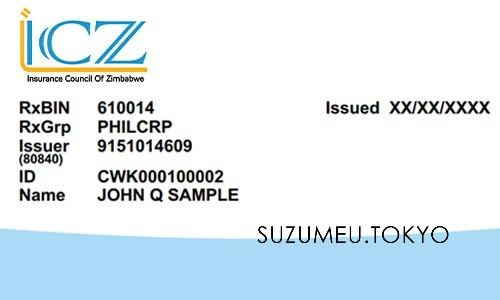 iCZ
Insurance Council Of Zimbabwe
RxBIN 610014 Issued XX/XX/XXXX
RxGrp PHILCRP
Issuer 9151014609
(80840)
ID CWK000100002
Name JOHN Q SAMPLE
SUZUMEU.TOKYO